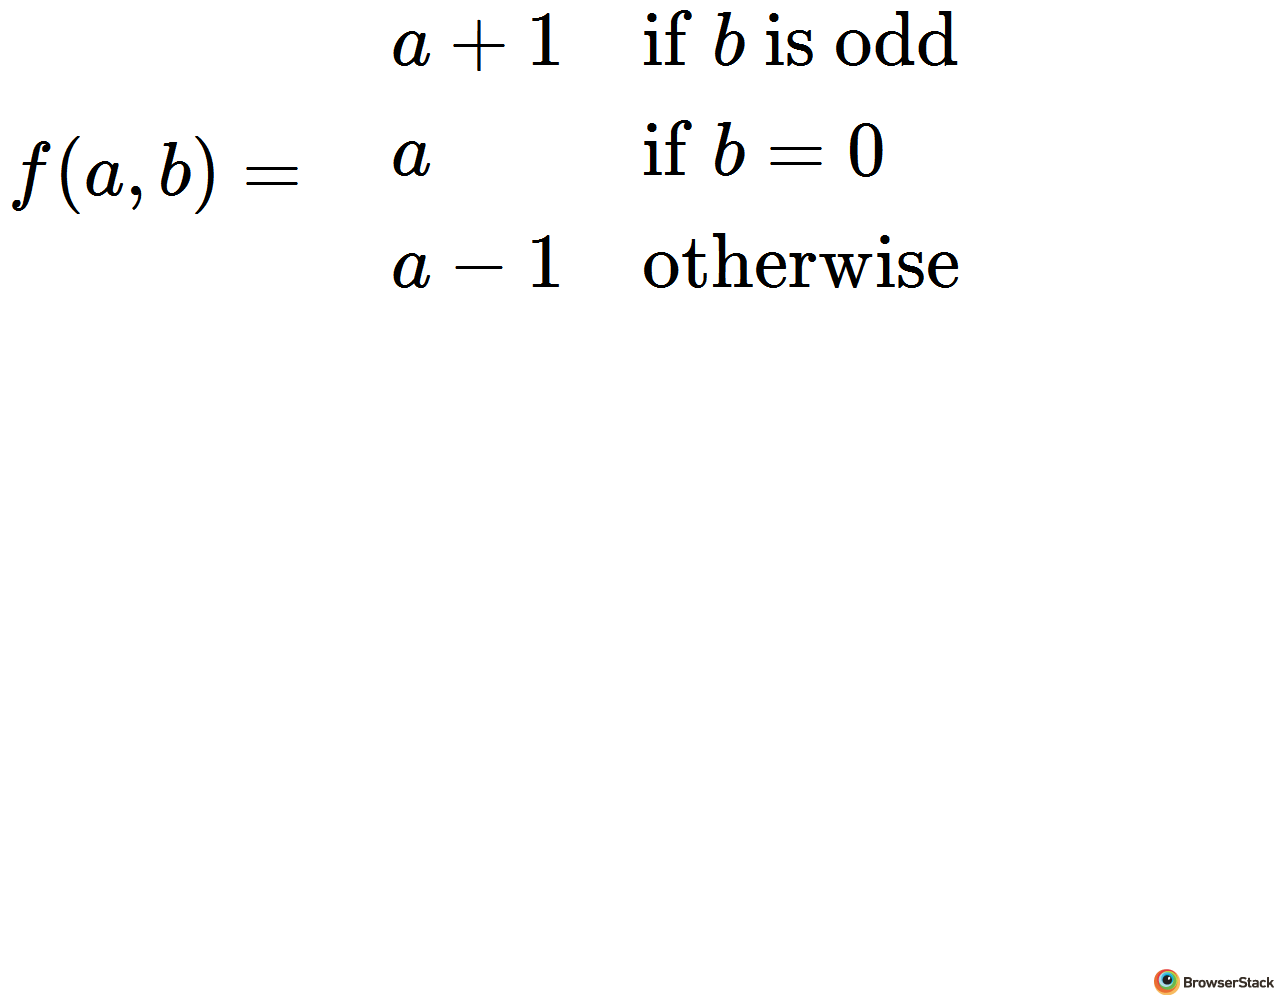 a + 1 if b is odd
f(a, b) = a if b = 0
a − 1 otherwise
BrowserStack